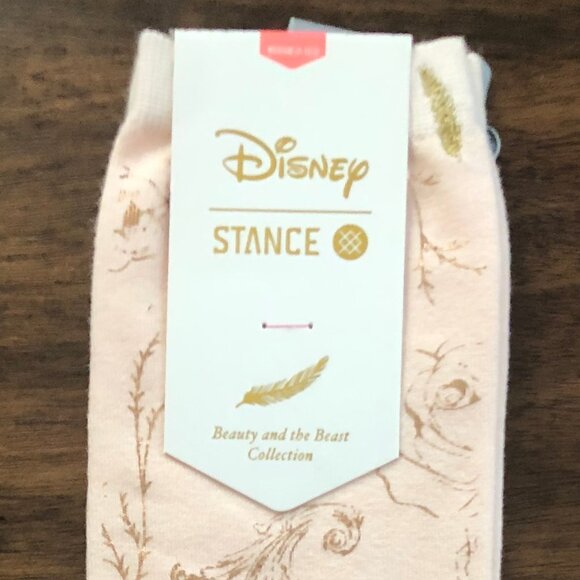 Disney
STANCE
Beauty and the Beast
Collection